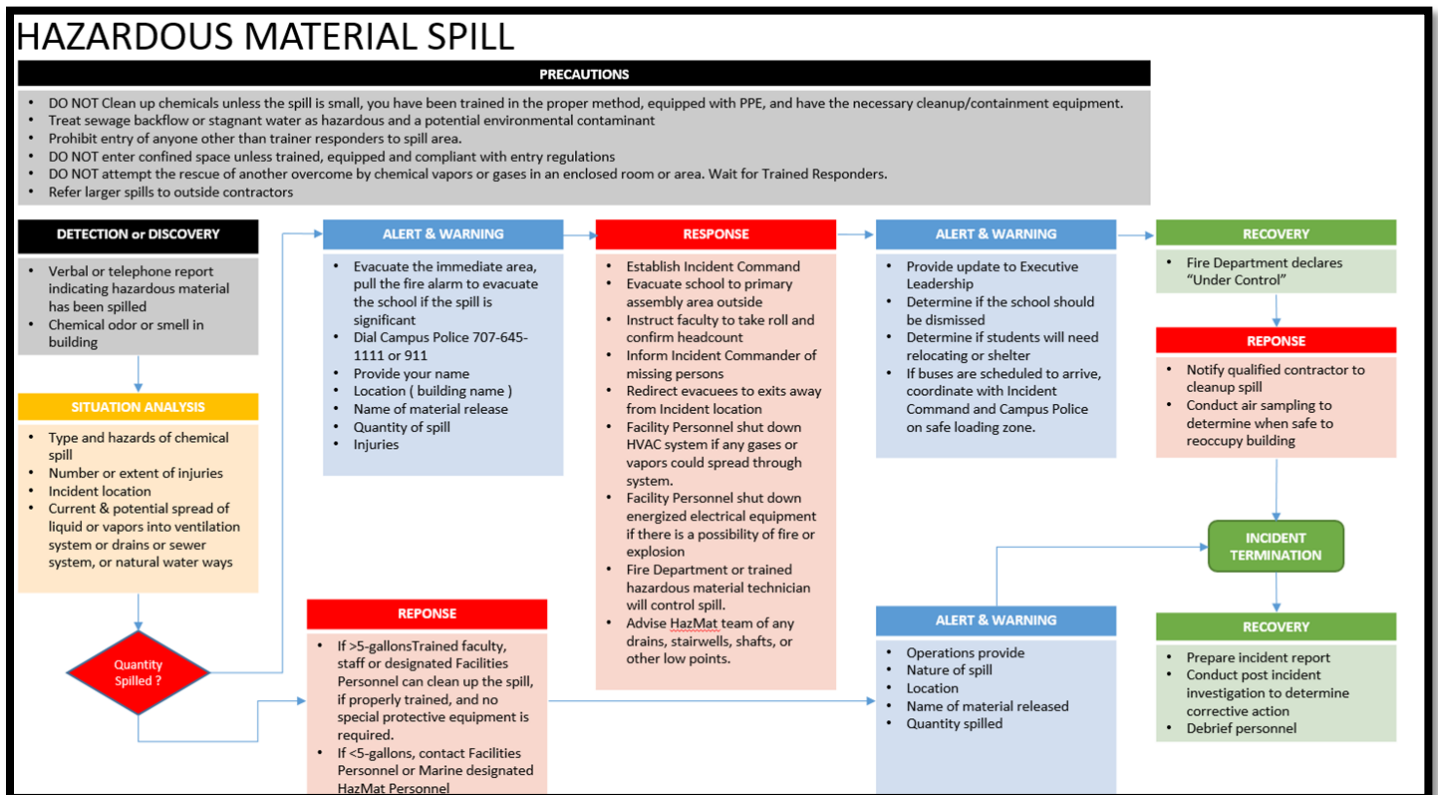 HAZARDOUS MATERIAL SPILL
PRECAUTIONS
• DO NOT Clean up chemicals unless the spill is small, you have been trained in the proper method, equipped with PPE, and have the necessary cleanup/containment equipment.
• Treat sewage backflow or stagnant water as hazardous and a potential environmental contaminant
• Prohibit entry of anyone other than trainer responders to spill area.
• DO NOT enter confined space unless trained, equipped and compliant with entry regulations
• DO NOT attempt the rescue of another overcome by chemical vapors or gases in an enclosed room or area. Wait for Trained Responders.
• Refer larger spills to outside contractors
DETECTION or DISCOVERY
• Verbal or telephone report
indicating hazardous material
has been spilled
• Chemical odor or smell in
building
SITUATION ANALYSIS
• Type and hazards of chemical
spill
• Number or extent of injuries
• Incident location
• Current & potential spread of
liquid or vapors into ventilation
system or drains or sewer
system, or natural water ways
Quantity
Spilled ?
ALERT & WARNING
• Evacuate the immediate area,
pull the fire alarm to evacuate
the school if the spill is
significant
• Dial Campus Police 707-645-
1111 or 911
• Provide your name
• Location ( building name )
• Name of material release
• Quantity of spill
• Injuries
REPONSE
• If >5-gallonsTrained faculty,
staff or designated Facilities
Personnel can clean up the spill,
if properly trained, and no
special protective equipment is
required.
• If <5-gallons, contact Facilities
Personnel or Marine designated
HazMat Personnel
RESPONSE
• Establish Incident Command
• Evacuate school to primary
assembly area outside
• Instruct faculty to take roll and
confirm headcount
• Inform Incident Commander of
missing persons
• Redirect evacuees to exits away
from Incident location
• Facility Personnel shut down
HVAC system if any gases or
vapors could spread through
system.
• Facility Personnel shut down
energized electrical equipment
if there is a possibility of fire or
explosion
• Fire Department or trained
hazardous material technician
will control spill.
• Advise HazMat team of any
drains, stairwells, shafts, or
other low points.
ALERT & WARNING
• Provide update to Executive
Leadership
• Determine if the school should
be dismissed
• Determine if students will need
relocating or shelter
• If buses are scheduled to arrive,
coordinate with Incident
Command and Campus Police
on safe loading zone.
ALERT & WARNING
• Operations provide
• Nature of spill
• Location
• Name of material released
• Quantity spilled
RECOVERY
• Fire Department declares
“Under Control”
REPONSE
• Notify qualified contractor to
cleanup spill
• Conduct air sampling to
determine when safe to
reoccupy building
INCIDENT
TERMINATION
RECOVERY
• Prepare incident report
• Conduct post incident
investigation to determine
corrective action
• Debrief personnel